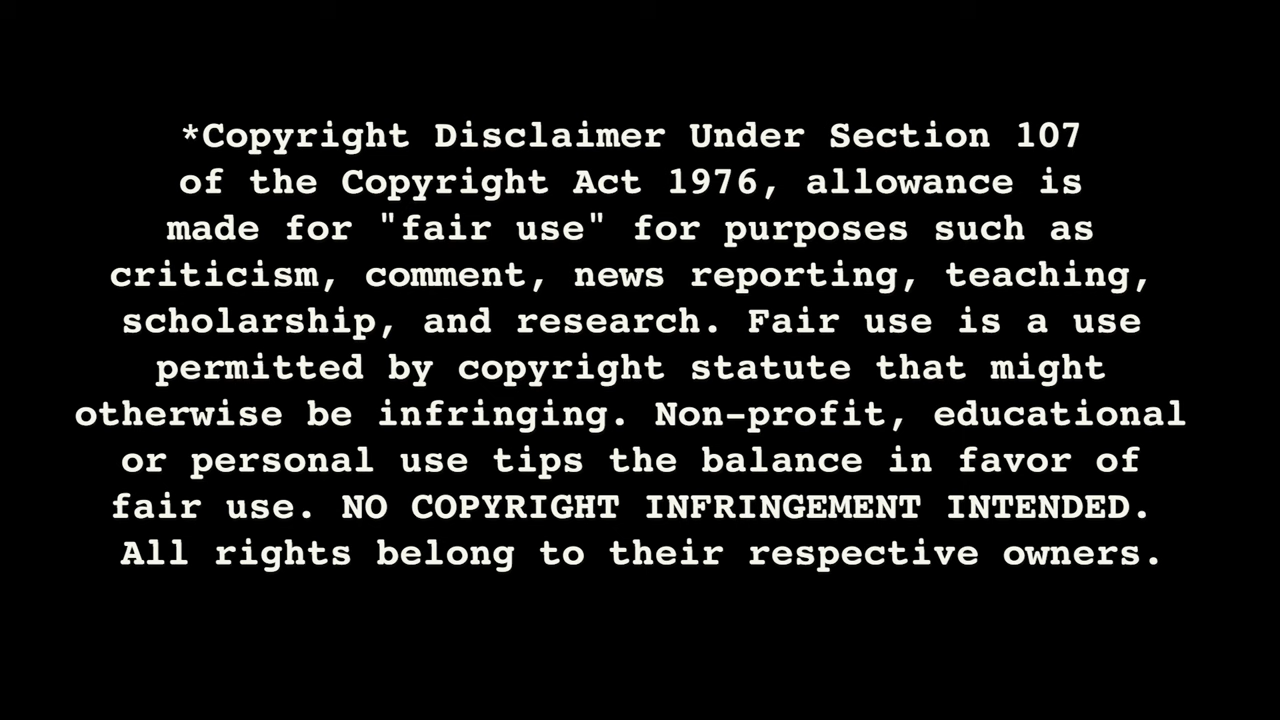 *Copyright Disclaimer Under Section 107
of the Copyright Act 1976, allowance is
made for "fair use" for purposes such as
criticism, comment, news reporting, teaching,
scholarship, and research. Fair use is a use
permitted by copyright statute that might
otherwise be infringing. Non-profit, educational
or personal use tips the balance in favor of
fair use. NO COPYRIGHT INFRINGEMENT INTENDED.
All rights belong to their respective owners.